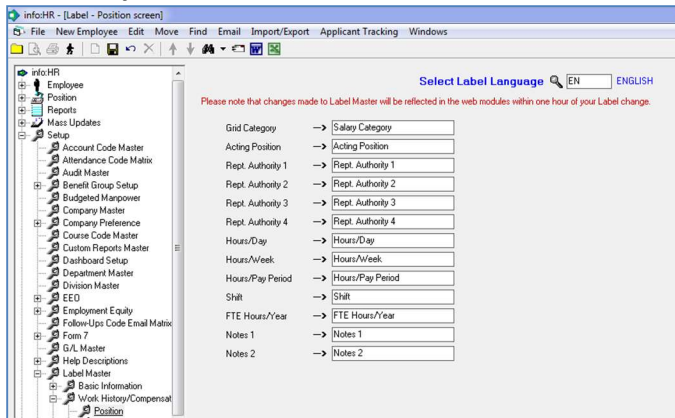 info:HR - [Label - Position screen]
File New Employee Edit Move Find Email Import/Export Applicant Tracking Windows
info:HR
Employee
Position
Reports
Mass Updates
Setup
Account Code Master
Attendance Code Matrix
Audit Master
Benefit Group Setup
Budgeted Manpower
Company Master
Company Preference
Course Code Master
Custom Reports Master
Dashboard Setup
Department Master
Division Master
EEO
Employment Equity
Follow-Ups Code Email Matrix
Form 7
G/L Master
Help Descriptions
Label Master
Basic Information
Work History/Compensat
Position
Select Label Language EN ENGLISH
Please note that changes made to Label Master will be reflected in the web modules within one hour of your Label change.
Grid Category --> Salary Category
Acting Position --> Acting Position
Rept. Authority 1 --> Rept. Authority 1
Rept. Authority 2 --> Rept. Authority 2
Rept. Authority 3 --> Rept. Authority 3
Rept. Authority 4 --> Rept. Authority 4
Hours/Day --> Hours/Day
Hours/Week --> Hours/Week
Hours/Pay Period --> Hours/Pay Period
Shift --> Shift
FTE Hours/Year --> FTE Hours/Year
Notes 1 --> Notes 1
Notes 2 --> Notes 2